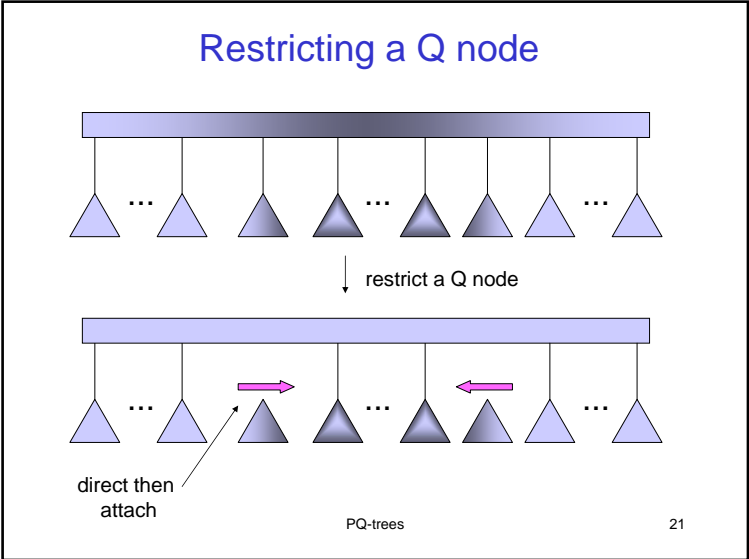 Restricting a Q node
... ... ...
restrict a Q node
... ... ...
direct then
attach
PQ-trees 21